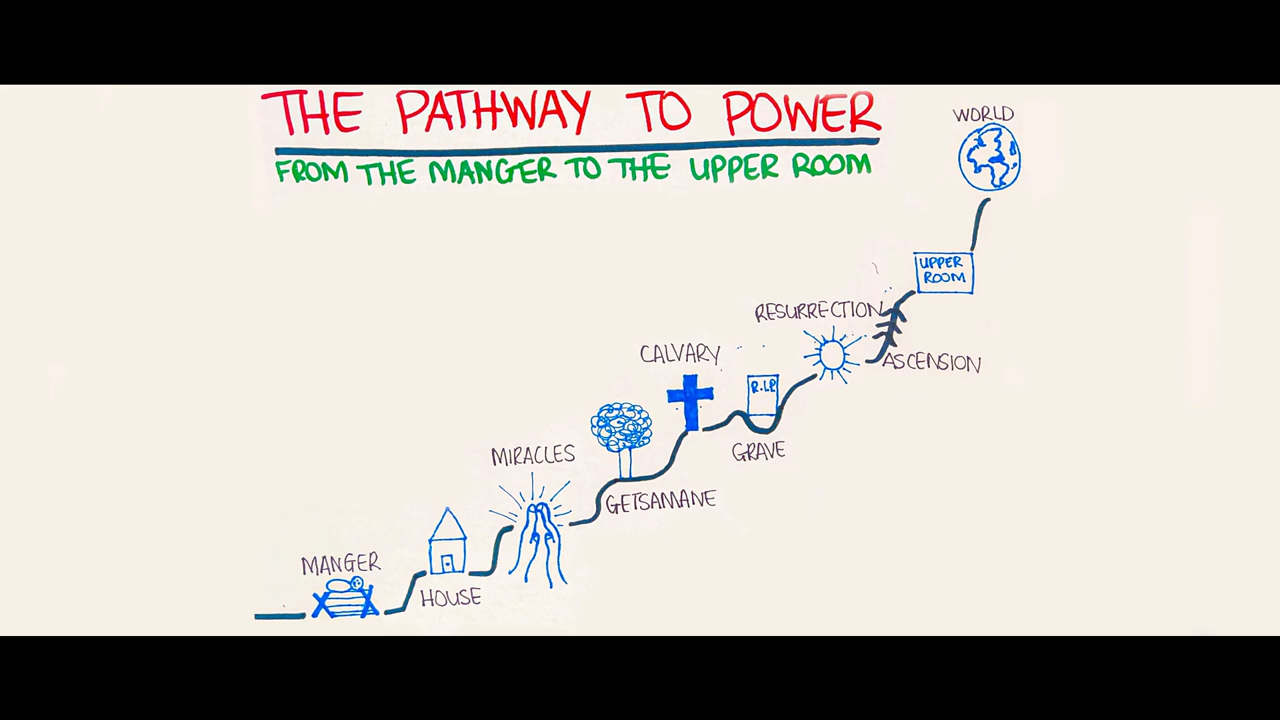 THE PATHWAY TO POWER
FROM THE MANGER TO THE UPPER ROOM
WORLD
UPPER
ROOM
RESURRECTION
ASCENSION
CALVARY
R.I.P
GRAVE
MIRACLES
GETSAMANE
MANGER
HOUSE